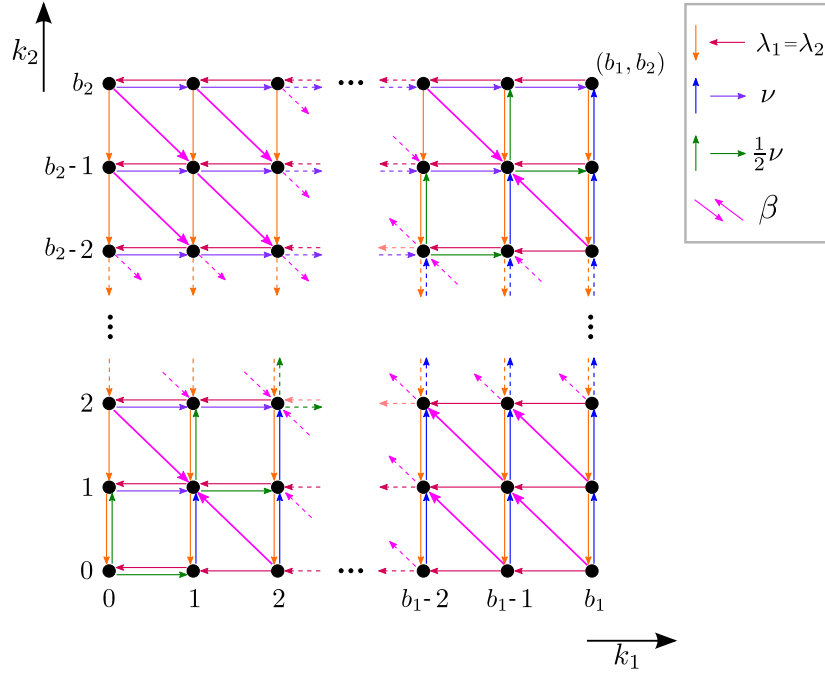 k₂
b₂ ... (b₁, b₂)
b₂-1
b₂-2
⋮ ⋮
2
1
0 ...
0 1 2 b₁-2 b₁-1 b₁
k₁
λ₁=λ₂
ν
½ν
β